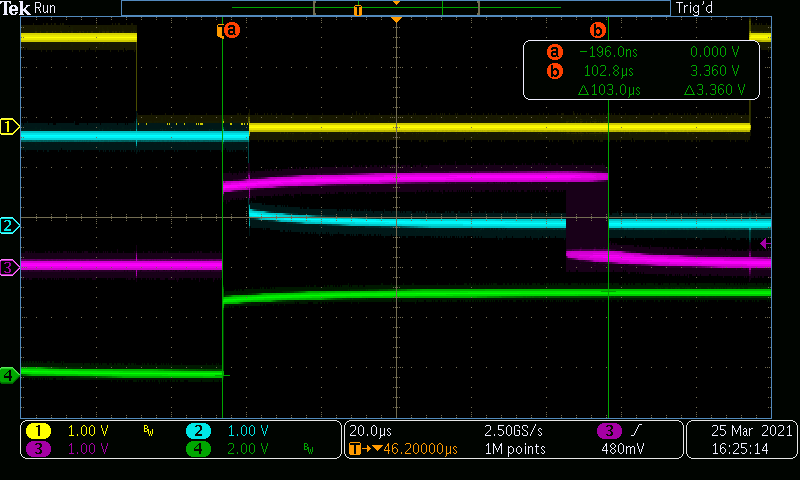 Tek Run Trig'd
T a b
a −196.0ns 0.000 V
b 102.8µs 3.360 V
△103.0µs △3.360 V
1
2
3
4
1 1.00 V BW 2 1.00 V
3 1.00 V 4 2.00 V BW
20.0µs 2.50GS/s 3
T→▼46.20000µs 1M points 480mV
25 Mar 2021
16:25:14